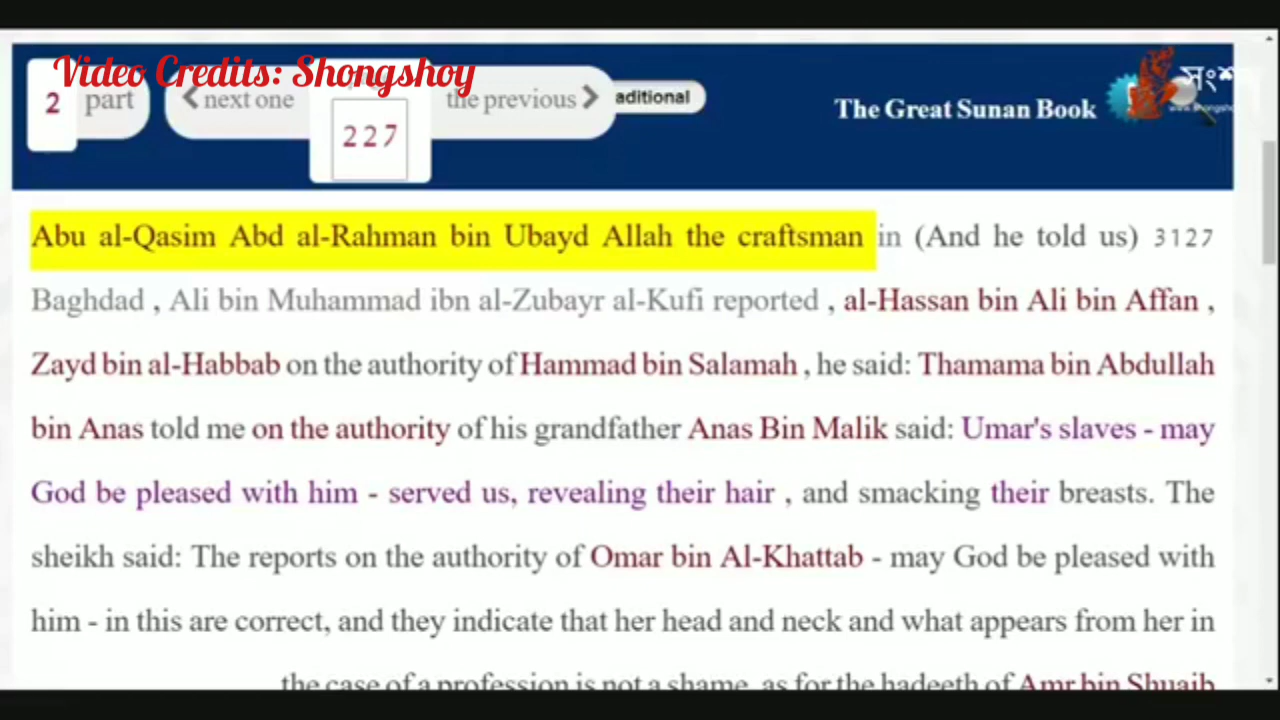 Video Credits: Shongshoy
2 part
next one
227
the previous
aditional
The Great Sunan Book
সংশ
Abu al-Qasim Abd al-Rahman bin Ubayd Allah the craftsman in (And he told us) 3127
Baghdad , Ali bin Muhammad ibn al-Zubayr al-Kufi reported , al-Hassan bin Ali bin Affan ,
Zayd bin al-Habbab on the authority of Hammad bin Salamah , he said: Thamama bin Abdullah
bin Anas told me on the authority of his grandfather Anas Bin Malik said: Umar's slaves - may
God be pleased with him - served us, revealing their hair , and smacking their breasts. The
sheikh said: The reports on the authority of Omar bin Al-Khattab - may God be pleased with
him - in this are correct, and they indicate that her head and neck and what appears from her in
the case of a profession is not a shame, as for the hadeeth of Amr bin Shuaib